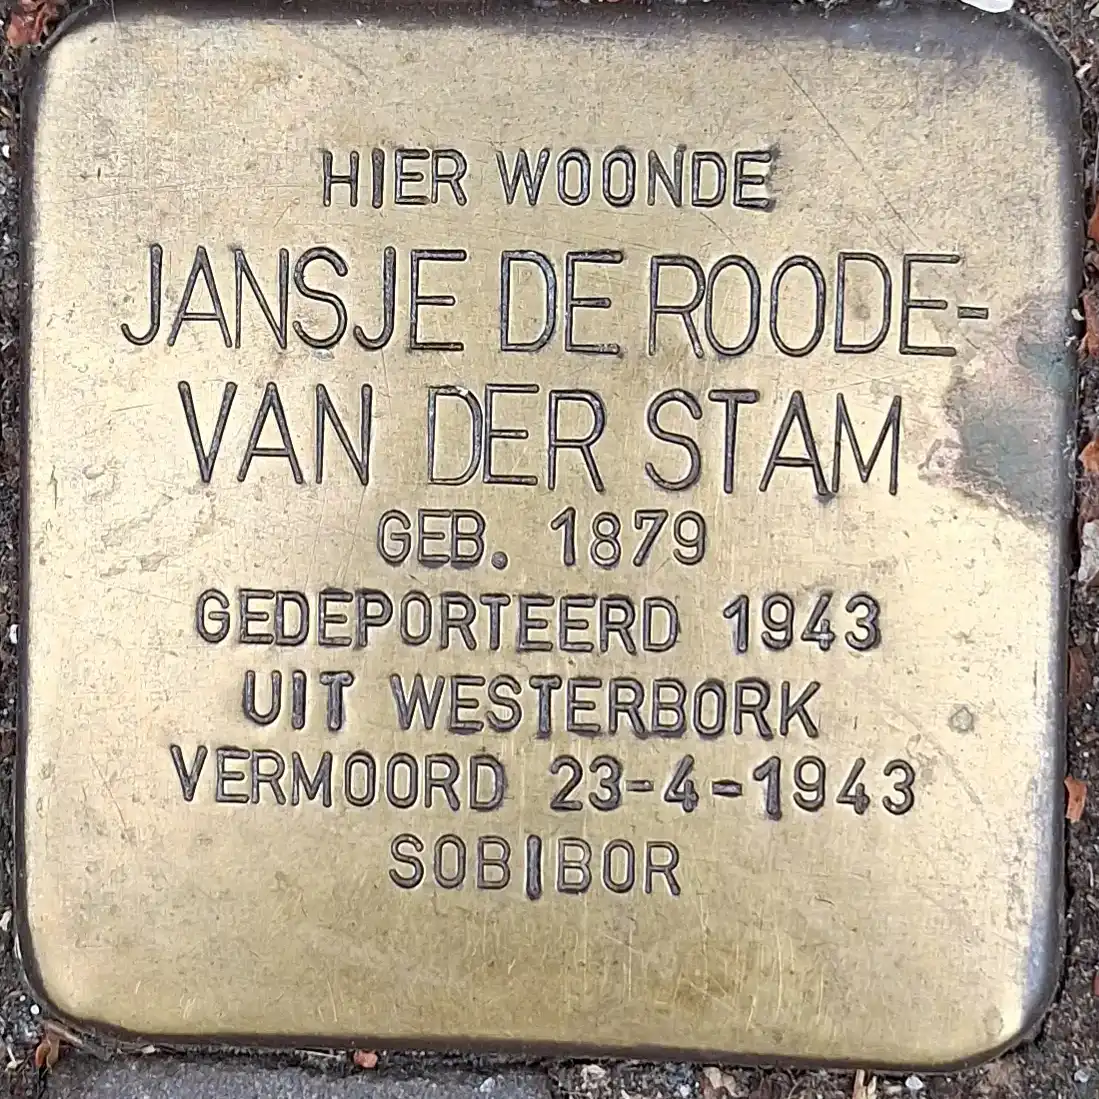 HIER WOONDE
JANSJE DE ROODE-
VAN DER STAM
GEB. 1879
GEDEPORTEERD 1943
UIT WESTERBORK
VERMOORD 23-4-1943
SOBIBOR